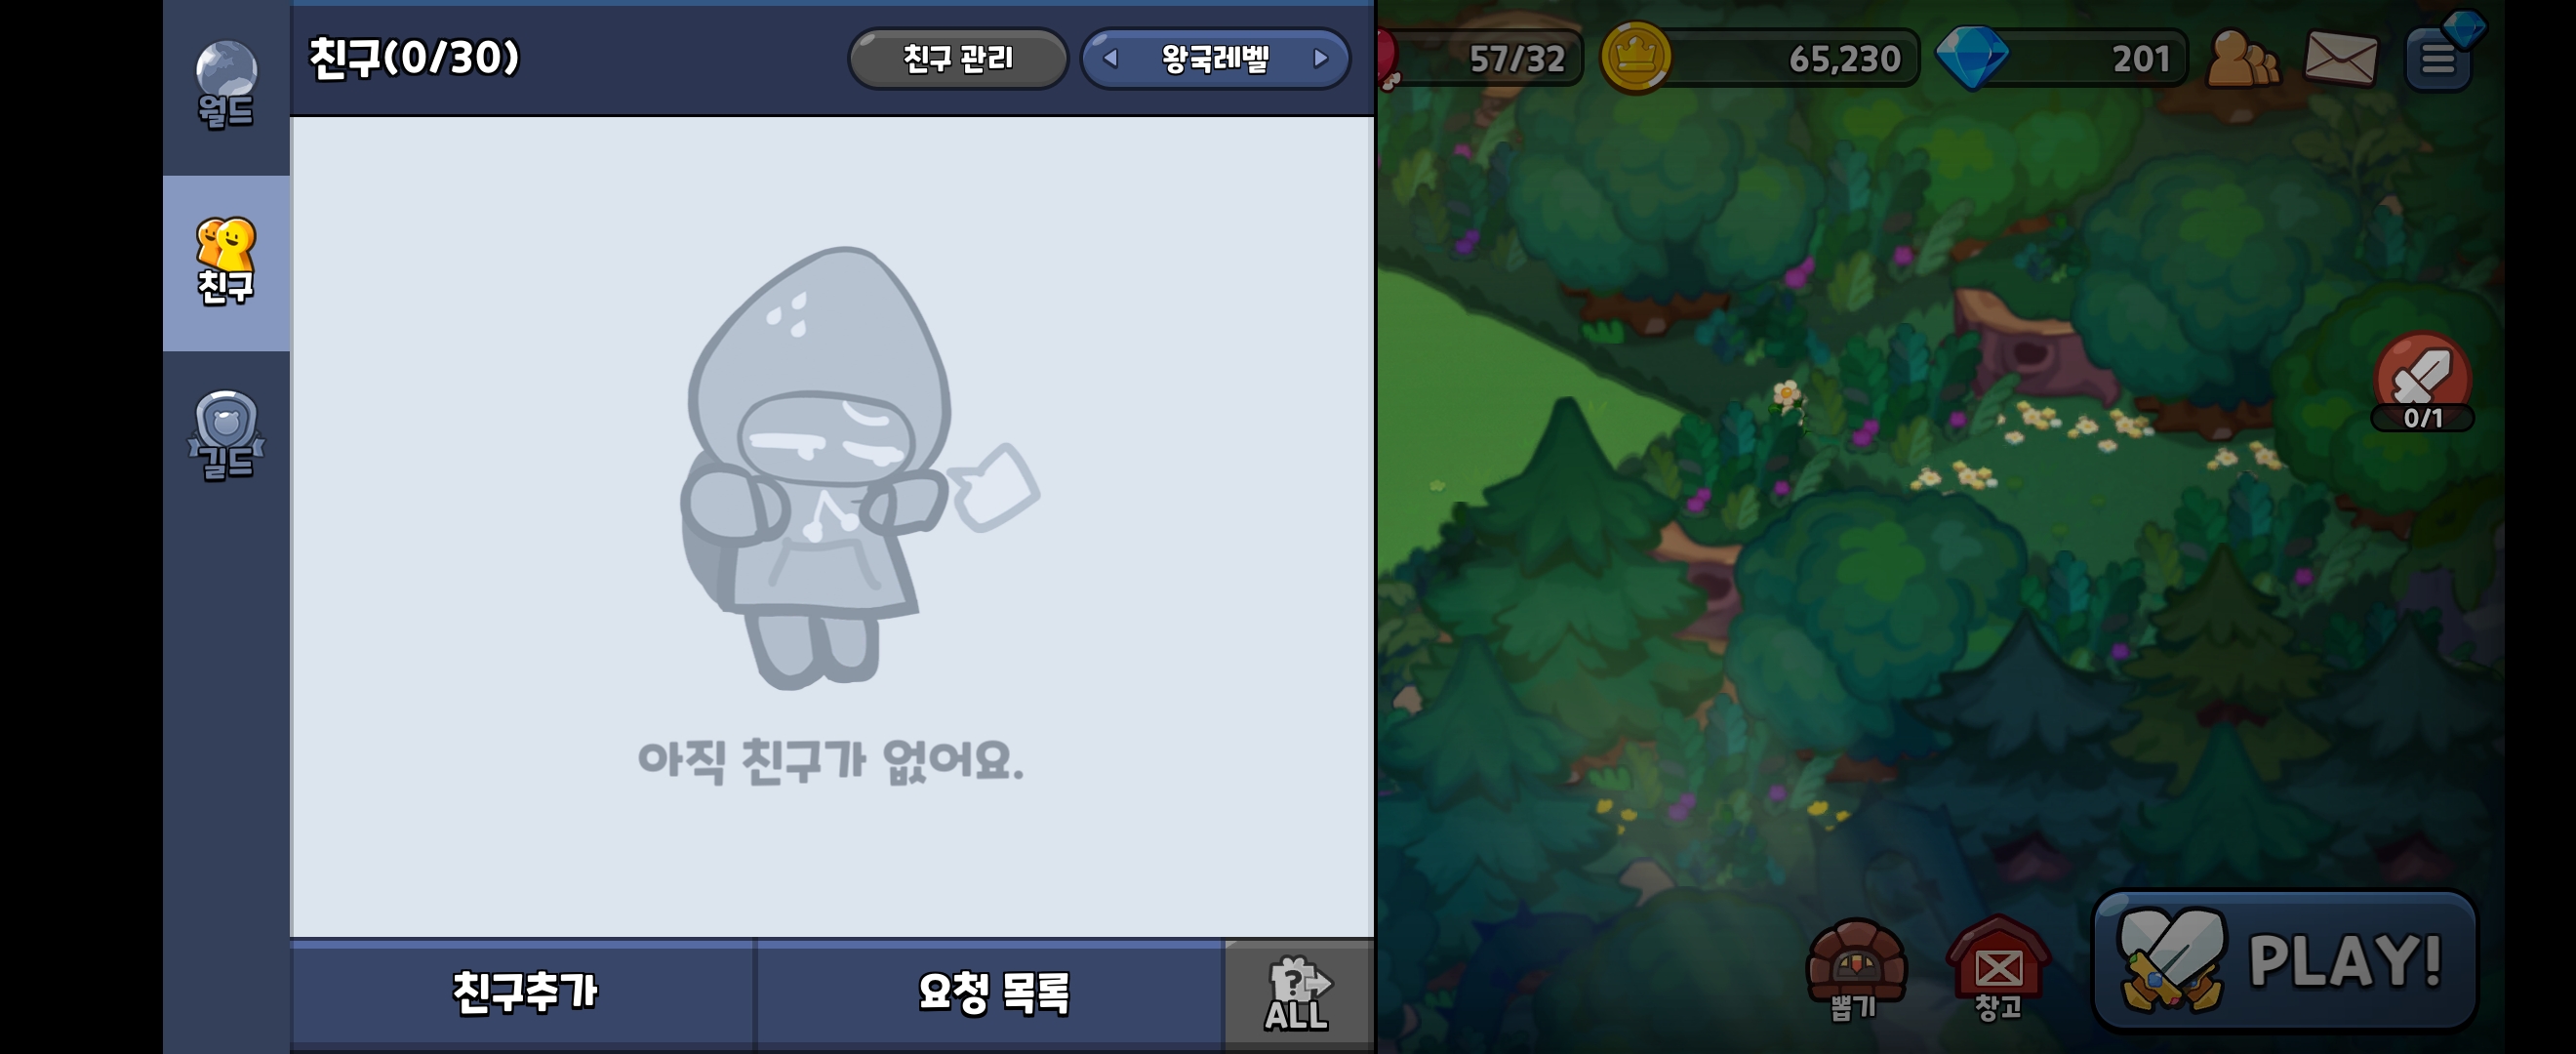 월드
친구
길드
친구(0/30)
친구 관리
왕국레벨
아직 친구가 없어요.
친구추가
요청 목록
?
ALL
57/32
65,230
201
0/1
뽑기
창고
PLAY!